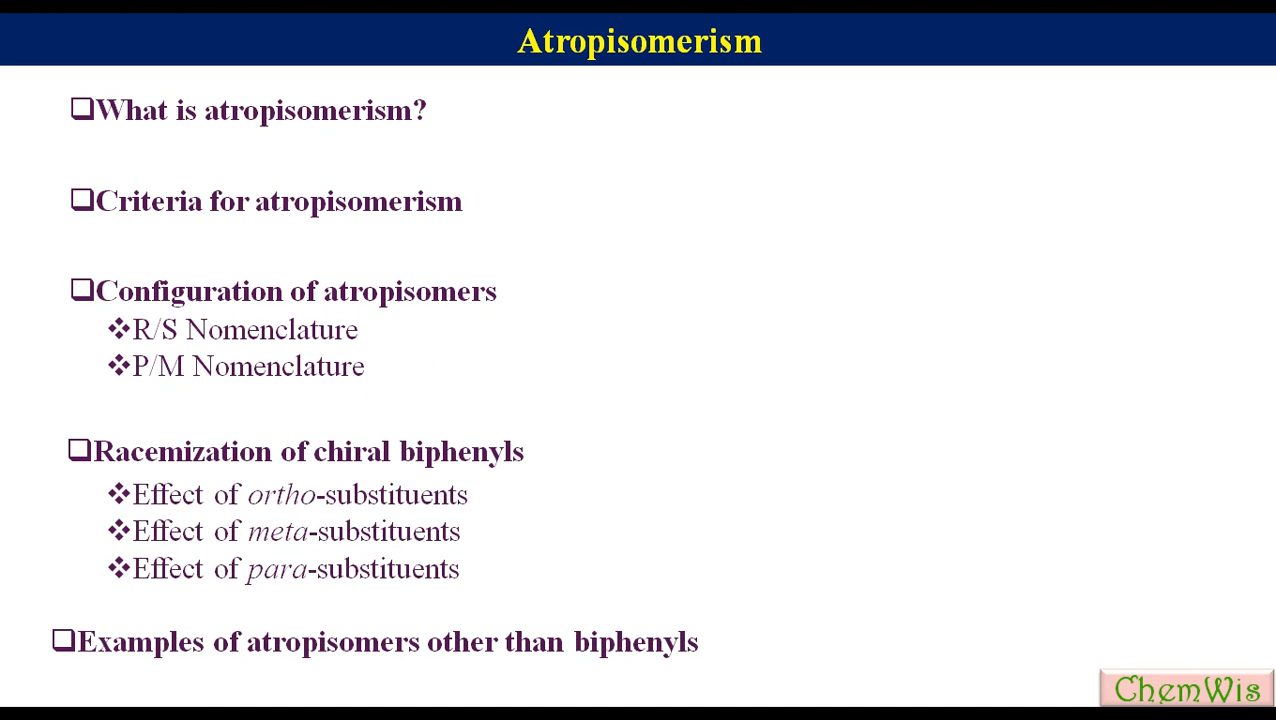 Atropisomerism
❑What is atropisomerism?
❑Criteria for atropisomerism
❑Configuration of atropisomers
❖R/S Nomenclature
❖P/M Nomenclature
❑Racemization of chiral biphenyls
❖Effect of ortho-substituents
❖Effect of meta-substituents
❖Effect of para-substituents
❑Examples of atropisomers other than biphenyls
ChemWis